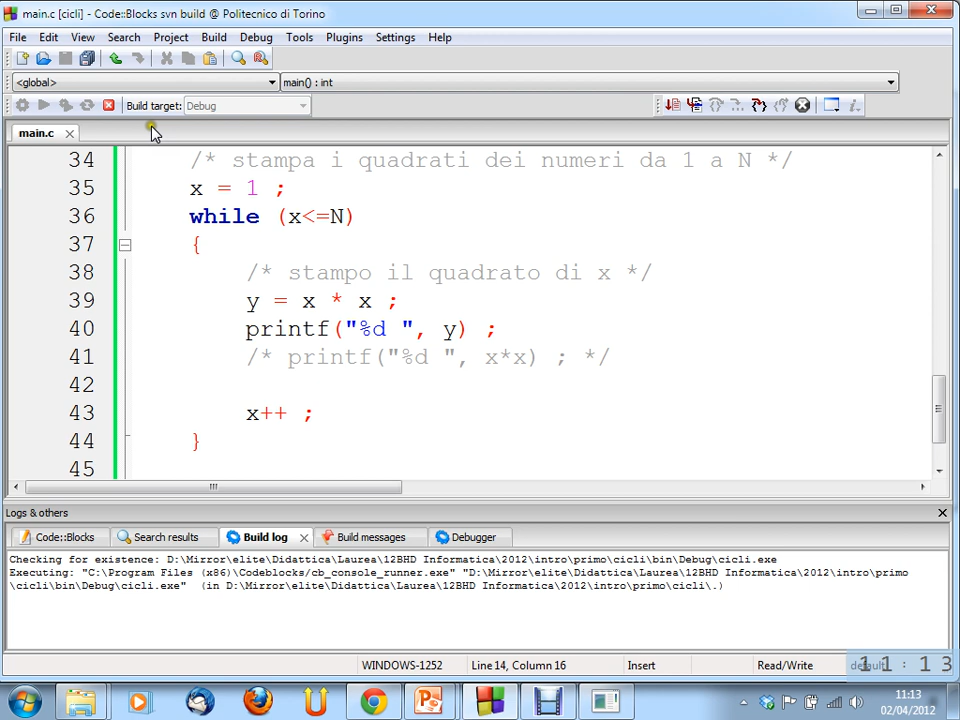 main.c [cicli] - Code::Blocks svn build @ Politecnico di Torino
File Edit View Search Project Build Debug Tools Plugins Settings Help
<global> main() : int
Build target: Debug
main.c
34 /* stampa i quadrati dei numeri da 1 a N */
35 x = 1 ;
36 while (x<=N)
37 {
38 /* stampo il quadrato di x */
39 y = x * x ;
40 printf("%d ", y) ;
41 /* printf("%d ", x*x) ; */
42
43 x++ ;
44 }
45
Logs & others
Code::Blocks Search results Build log Build messages Debugger
Checking for existence: D:\Mirror\elite\Didattica\Laurea\12BHD Informatica\2012\intro\primo\cicli\bin\Debug\cicli.exe
Executing: "C:\Program Files (x86)\Codeblocks/cb_console_runner.exe" "D:\Mirror\elite\Didattica\Laurea\12BHD Informatica\2012\intro\primo
\cicli\bin\Debug\cicli.exe"  (in D:\Mirror\elite\Didattica\Laurea\12BHD Informatica\2012\intro\primo\cicli\.)
WINDOWS-1252 Line 14, Column 16 Insert Read/Write default
11:13
11:13
02/04/2012